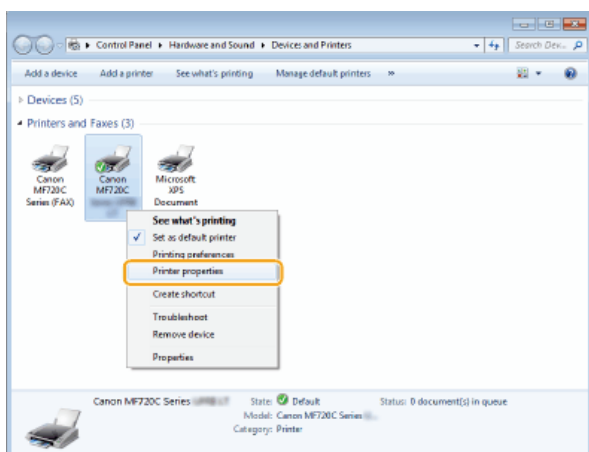 Control Panel ▸ Hardware and Sound ▸ Devices and Printers
Search Dev...
Add a device Add a printer See what's printing Manage default printers »
Devices (5)
Printers and Faxes (3)
Canon MF720C Series (FAX)
Canon MF720C
Microsoft XPS Document
See what's printing
Set as default printer
Printing preferences
Printer properties
Create shortcut
Troubleshoot
Remove device
Properties
Canon MF720C Series State: Default Status: 0 document(s) in queue
Model: Canon MF720C Series
Category: Printer